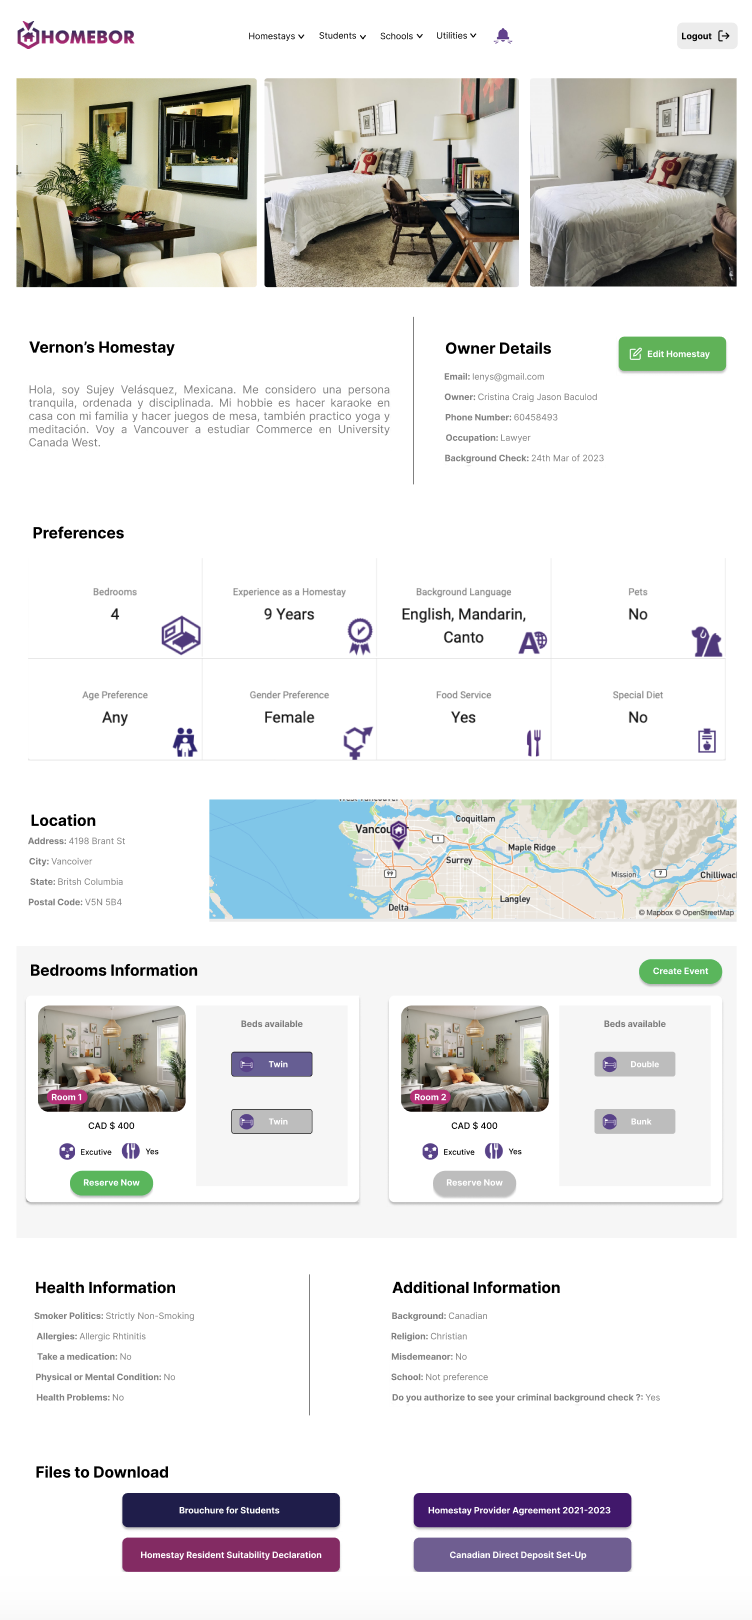 HOMEBOR
Homestays
Students
Schools
Utilities
Logout
Vernon's Homestay
Hola, soy Sujey Velásquez, Mexicana. Me considero una persona
tranquila, ordenada y disciplinada. Mi hobbie es hacer karaoke en
casa con mi familia y hacer juegos de mesa, también practico yoga y
meditación. Voy a Vancouver a estudiar Commerce en University
Canada West.
Owner Details
Edit Homestay
Email: lenys@gmail.com
Owner: Cristina Craig Jason Baculod
Phone Number: 60458493
Occupation: Lawyer
Background Check: 24th Mar of 2023
Preferences
Bedrooms
4
Experience as a Homestay
9 Years
Background Language
English, Mandarin,
Canto
Pets
No
Age Preference
Any
Gender Preference
Female
Food Service
Yes
Special Diet
No
Location
Address: 4198 Brant St
City: Vancolver
State: Britsh Columbia
Postal Code: V5N 5B4
West Vancouver
Vancou
Coquitlam
1
Maple Ridge
Surrey
99
Mission
7
Chilliwac
Langley
Delta
© Mapbox © OpenStreetMap
Bedrooms Information
Create Event
Room 1
CAD $ 400
Excutive
Yes
Reserve Now
Beds available
Twin
Twin
Room 2
CAD $ 400
Excutive
Yes
Reserve Now
Beds available
Double
Bunk
Health Information
Smoker Politics: Strictly Non-Smoking
Allergies: Allergic Rhtinitis
Take a medication: No
Physical or Mental Condition: No
Health Problems: No
Additional Information
Background: Canadian
Religion: Christian
Misdemeanor: No
School: Not preference
Do you authorize to see your criminal background check ?: Yes
Files to Download
Brouchure for Students
Homestay Provider Agreement 2021-2023
Homestay Resident Suitability Declaration
Canadian Direct Deposit Set-Up